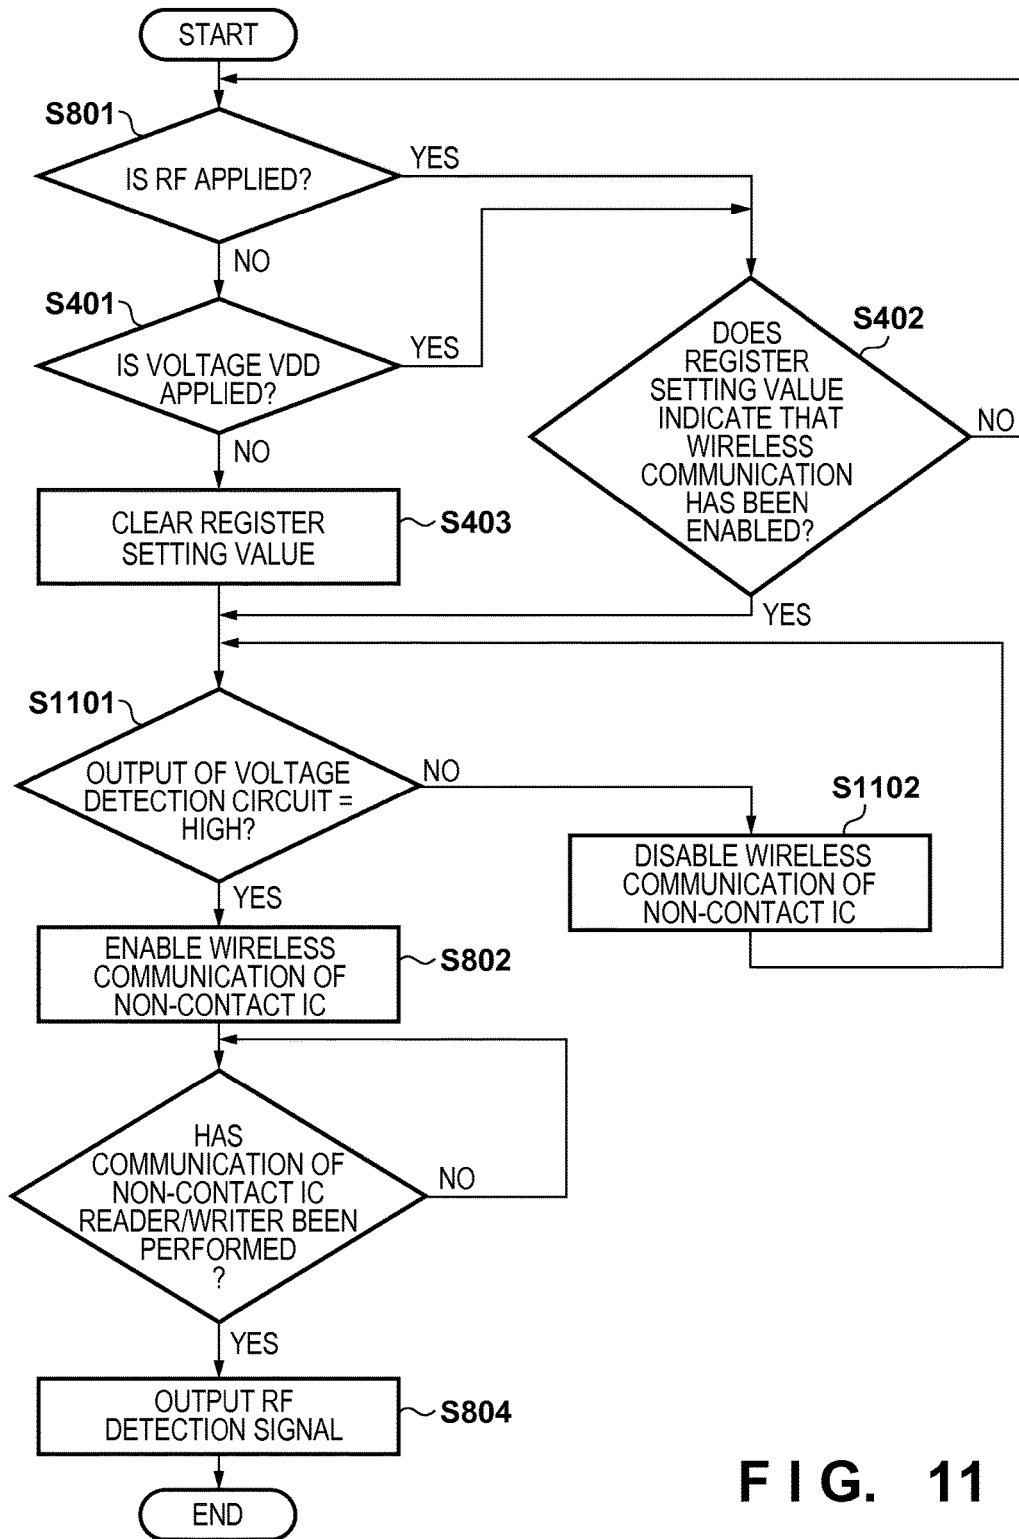 START
S801
IS RF APPLIED?
YES
NO
S401
IS VOLTAGE VDD
APPLIED?
YES
NO
S402
DOES
REGISTER
SETTING VALUE
INDICATE THAT
WIRELESS
COMMUNICATION
HAS BEEN
ENABLED?
NO
YES
CLEAR REGISTER
SETTING VALUE
S403
S1101
OUTPUT OF VOLTAGE
DETECTION CIRCUIT =
HIGH?
NO
YES
S1102
DISABLE WIRELESS
COMMUNICATION OF
NON-CONTACT IC
ENABLE WIRELESS
COMMUNICATION OF
NON-CONTACT IC
S802
HAS
COMMUNICATION OF
NON-CONTACT IC
READER/WRITER BEEN
PERFORMED
?
NO
YES
OUTPUT RF
DETECTION SIGNAL
S804
END
FIG. 11